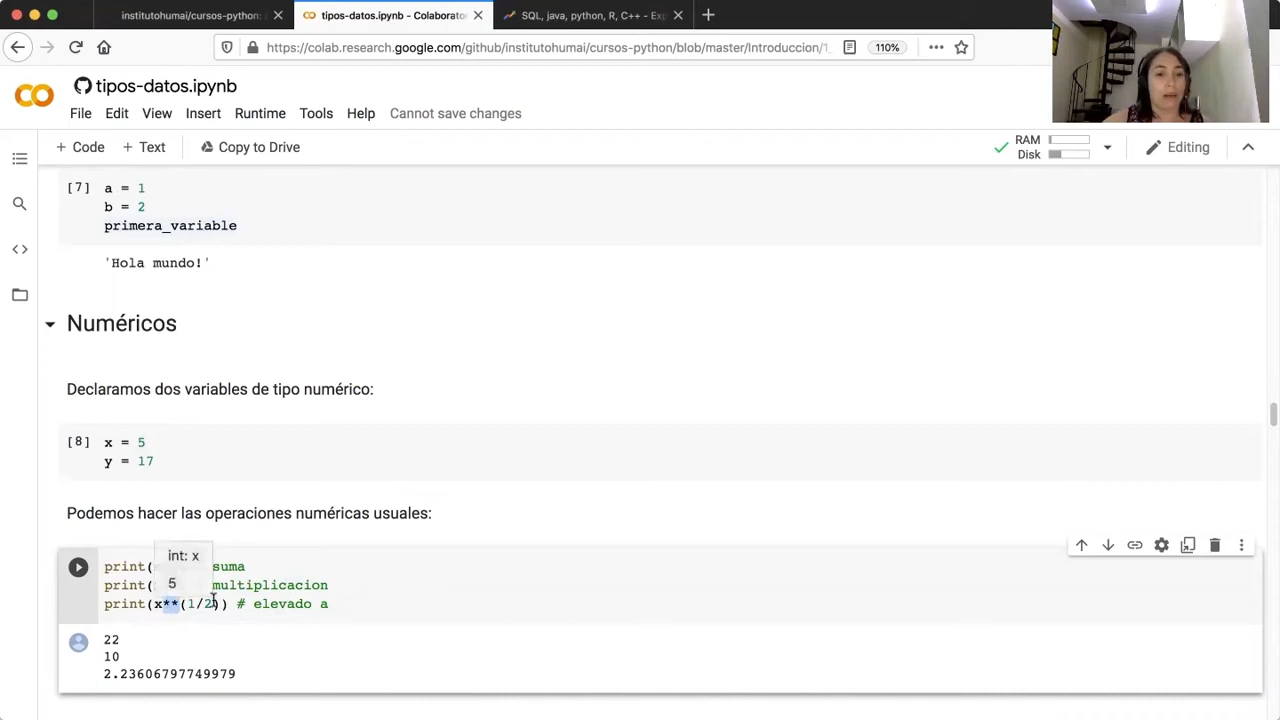 institutohumai/cursos-python:
tipos-datos.ipynb - Colaborator
SQL, java, python, R, C++ - Exp
https://colab.research.google.com/github/institutohumai/cursos-python/blob/master/Introduccion/1_
110%
tipos-datos.ipynb
File Edit View Insert Runtime Tools Help Cannot save changes
+ Code + Text Copy to Drive
RAM
Disk
Editing
[7] a = 1
b = 2
primera_variable
'Hola mundo!'
Numéricos
Declaramos dos variables de tipo numérico:
[8] x = 5
y = 17
Podemos hacer las operaciones numéricas usuales:
int: x
5
print( suma
print( multiplicacion
print(x**(1/2)) # elevado a
22
10
2.23606797749979